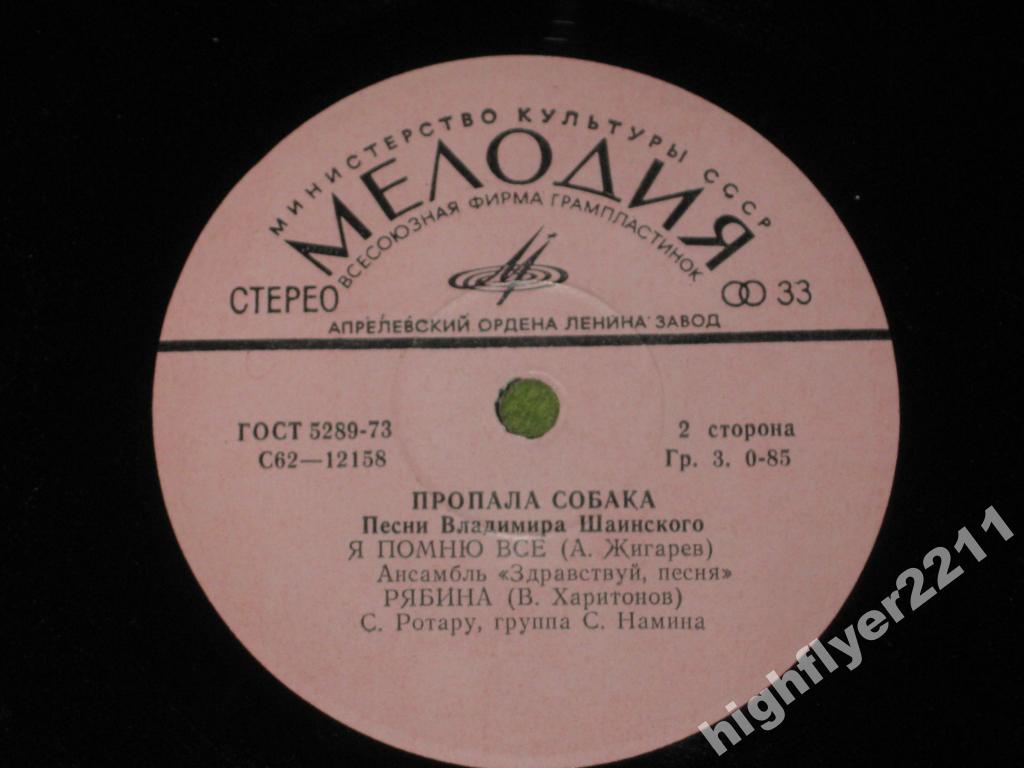 МИНИСТЕРСТВО КУЛЬТУРЫ СССР
МЕЛОДИЯ
ВСЕСОЮЗНАЯ ФИРМА ГРАМПЛАСТИНОК
СТЕРЕО
33
АПРЕЛЕВСКИЙ ОРДЕНА ЛЕНИНА ЗАВОД
ГОСТ 5289-73
С62—12158
2 сторона
Гр. 3. 0-85
ПРОПАЛА СОБАКА
Песни Владимира Шаинского
Я ПОМНЮ ВСЕ (А. Жигарев)
Ансамбль «Здравствуй, песня»
РЯБИНА (В. Харитонов)
С. Ротару, группа С. Намина
highflyer2211